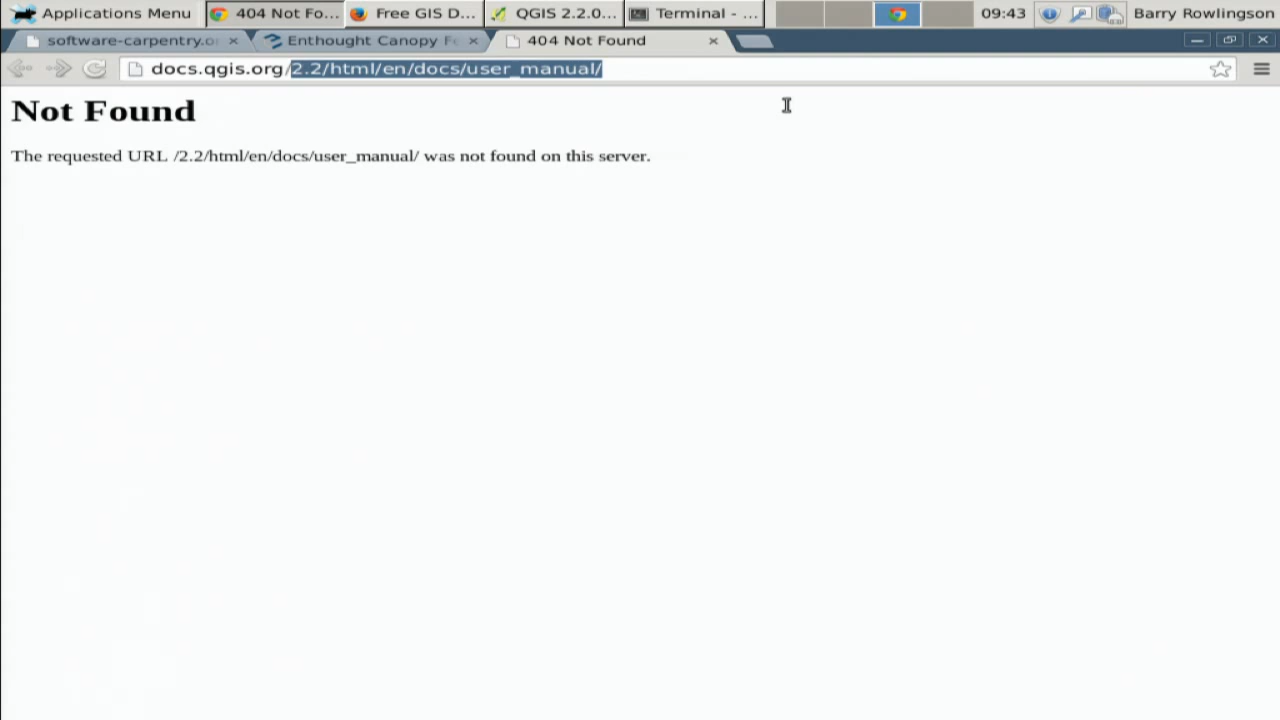 Applications Menu 404 Not Fo... Free GIS D... QGIS 2.2.0... Terminal - ... 09:43 Barry Rowlingson
software-carpentry.o Enthought Canopy Fe 404 Not Found
docs.qgis.org/2.2/html/en/docs/user_manual/
Not Found
The requested URL /2.2/html/en/docs/user_manual/ was not found on this server.